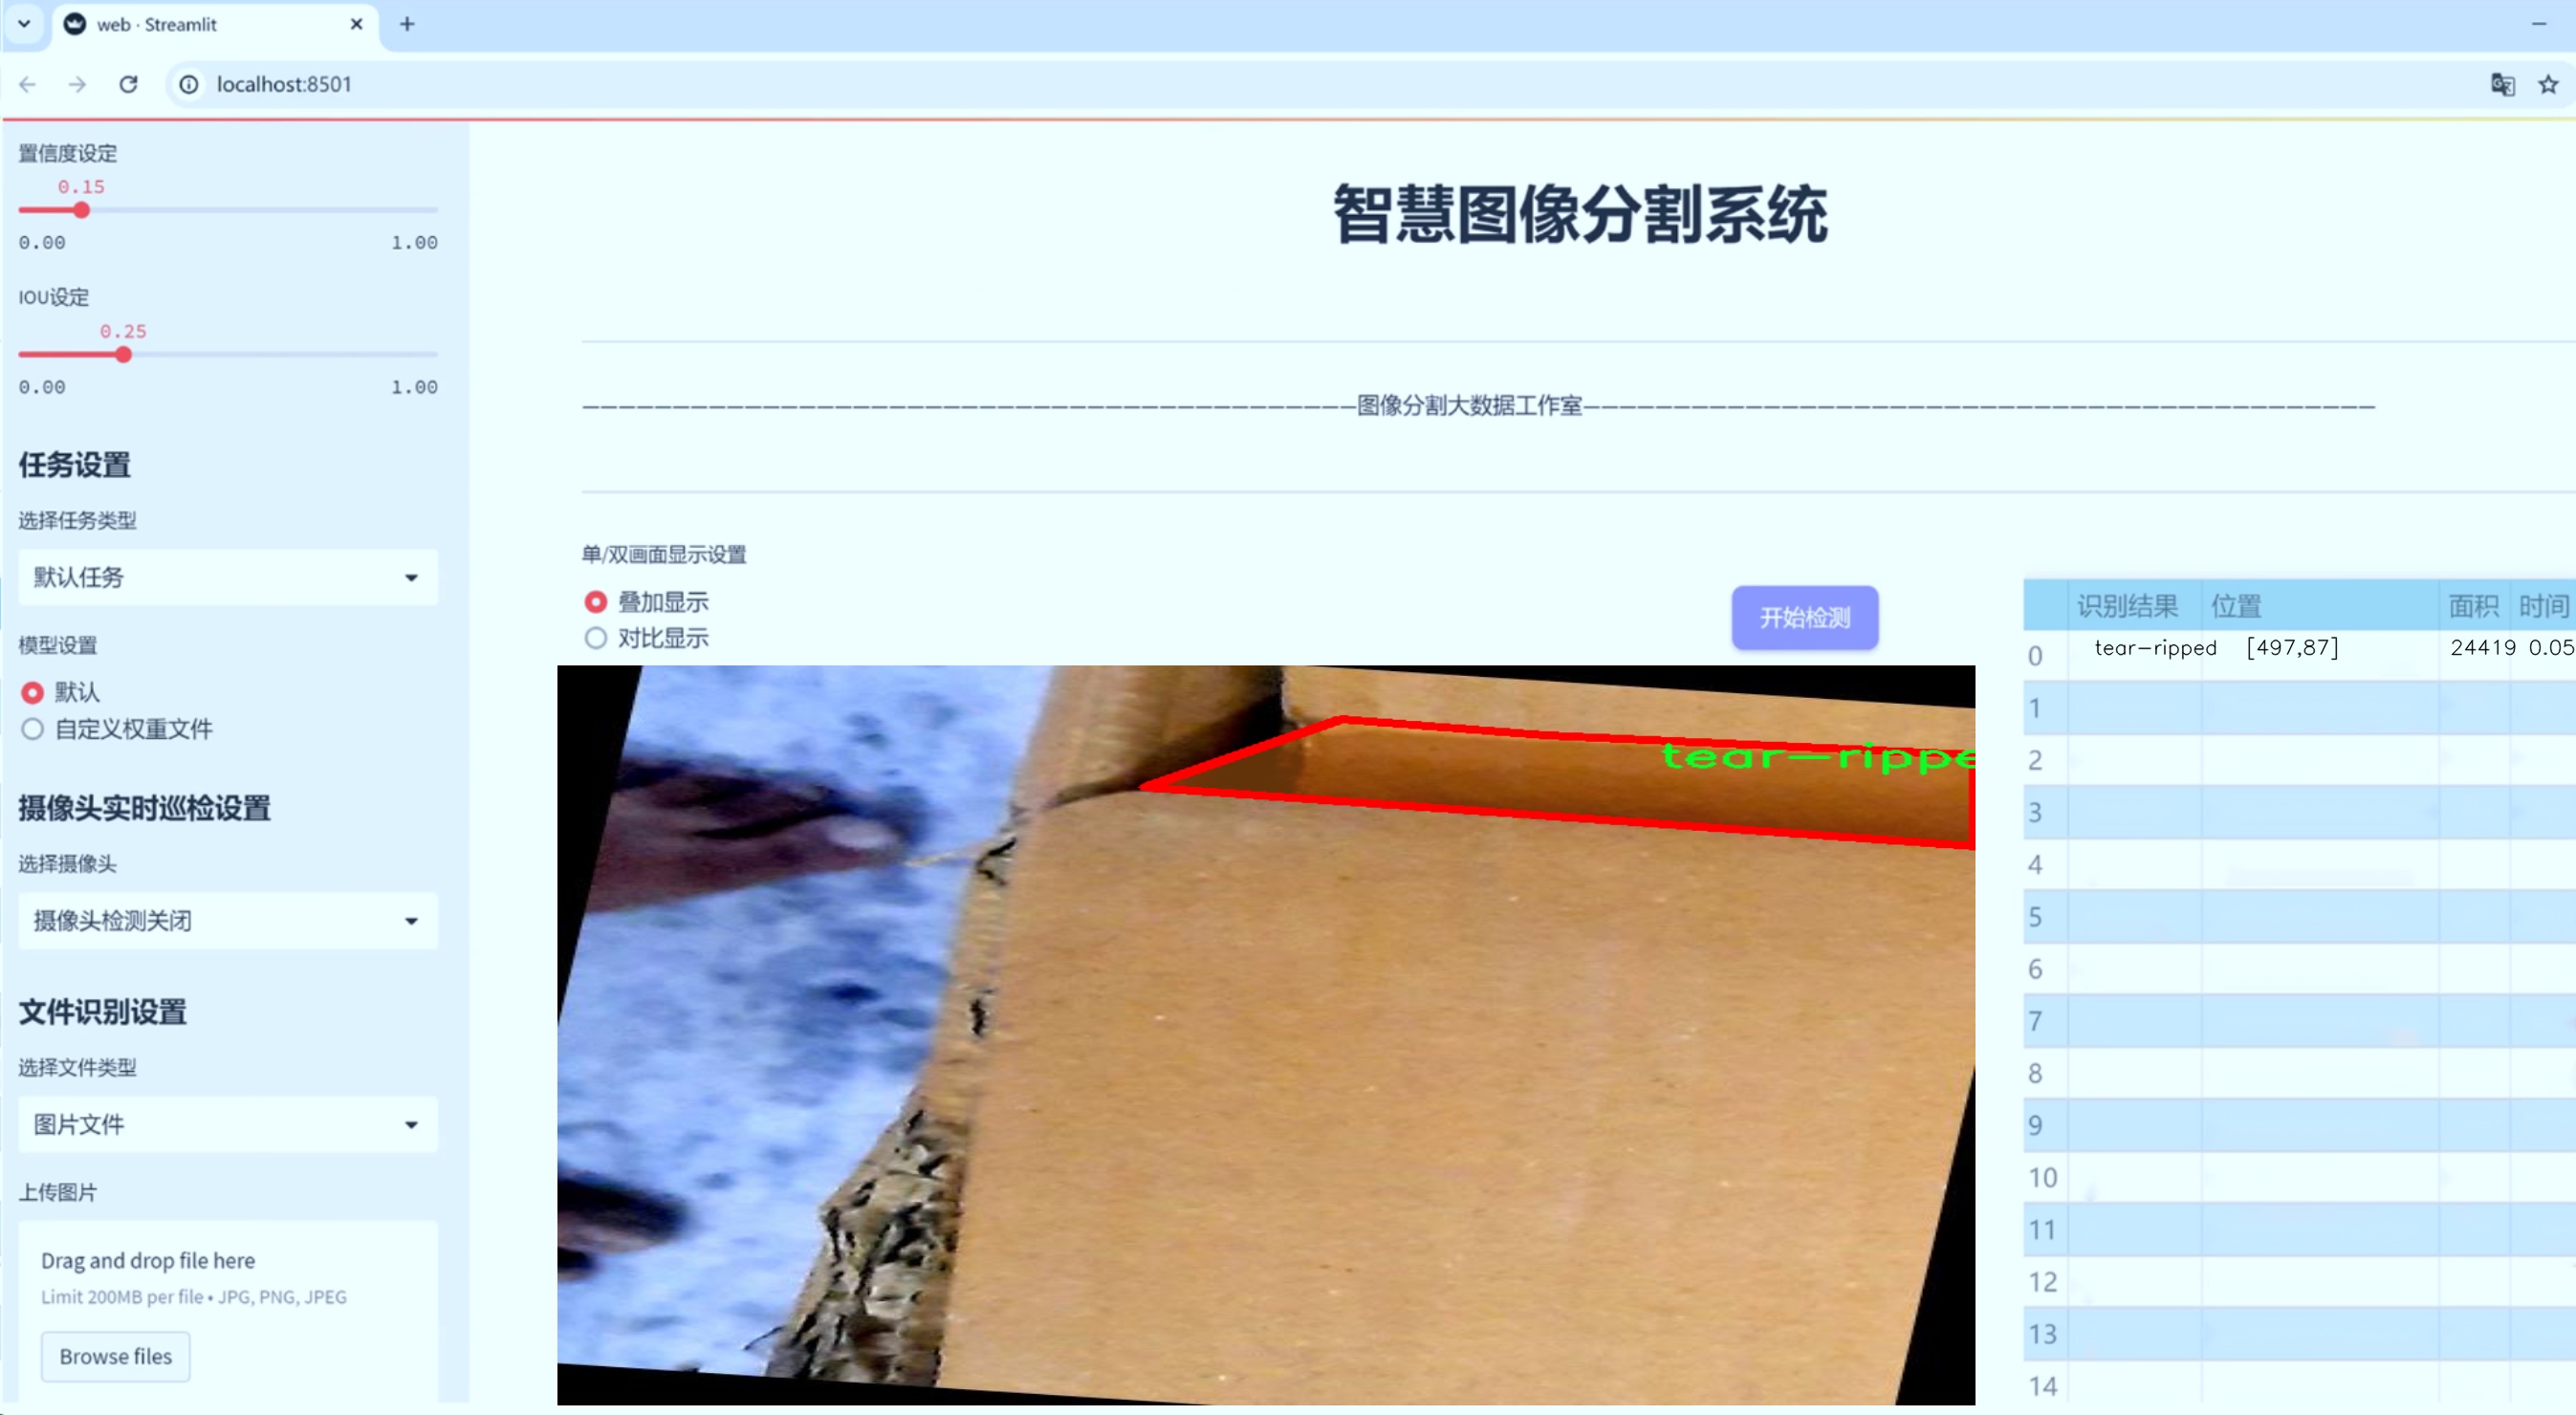 web · Streamlit
localhost:8501
置信度设定
0.15
0.00 1.00
IOU设定
0.25
0.00 1.00
任务设置
选择任务类型
默认任务
模型设置
默认
自定义权重文件
摄像头实时巡检设置
选择摄像头
摄像头检测关闭
文件识别设置
选择文件类型
图片文件
上传图片
Drag and drop file here
Limit 200MB per file • JPG, PNG, JPEG
Browse files
智慧图像分割系统
图像分割大数据工作室
单/双画面显示设置
叠加显示
对比显示
开始检测
tear-rippe
识别结果 位置 面积 时间
0 tear-ripped [497,87] 24419 0.05
1
2
3
4
5
6
7
8
9
10
11
12
13
14